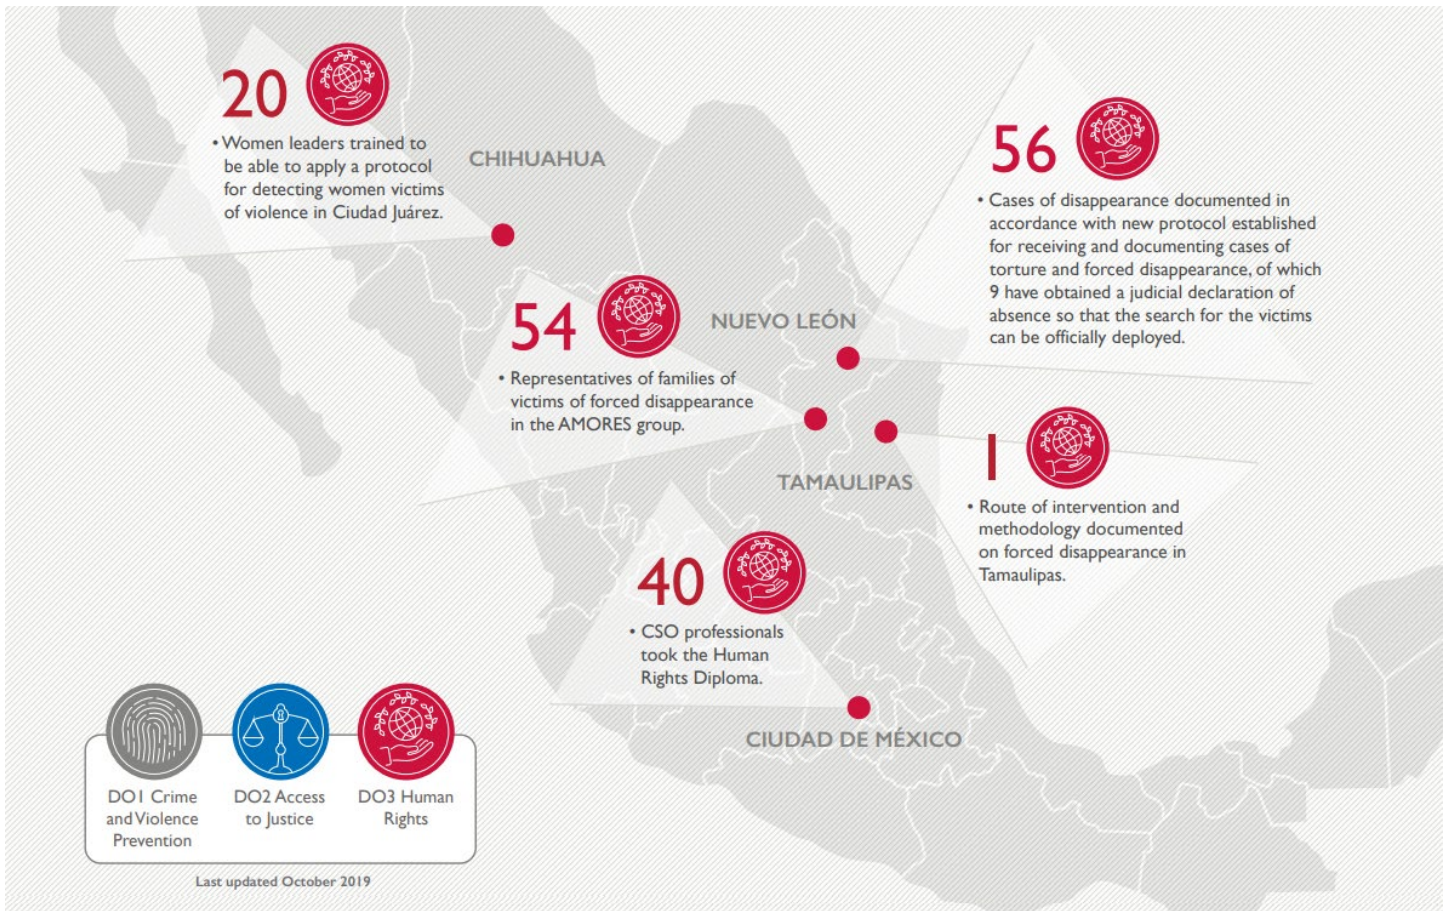 20
• Women leaders trained to
be able to apply a protocol
for detecting women victims
of violence in Ciudad Juárez.
CHIHUAHUA
56
• Cases of disappearance documented in
accordance with new protocol established
for receiving and documenting cases of
torture and forced disappearance, of which
9 have obtained a judicial declaration of
absence so that the search for the victims
can be officially deployed.
54
• Representatives of families of
victims of forced disappearance
in the AMORES group.
NUEVO LEÓN
TAMAULIPAS
1
• Route of intervention and
methodology documented
on forced disappearance in
Tamaulipas.
40
• CSO professionals
took the Human
Rights Diploma.
CIUDAD DE MÉXICO
DO1 Crime
and Violence
Prevention
DO2 Access
to Justice
DO3 Human
Rights
Last updated October 2019